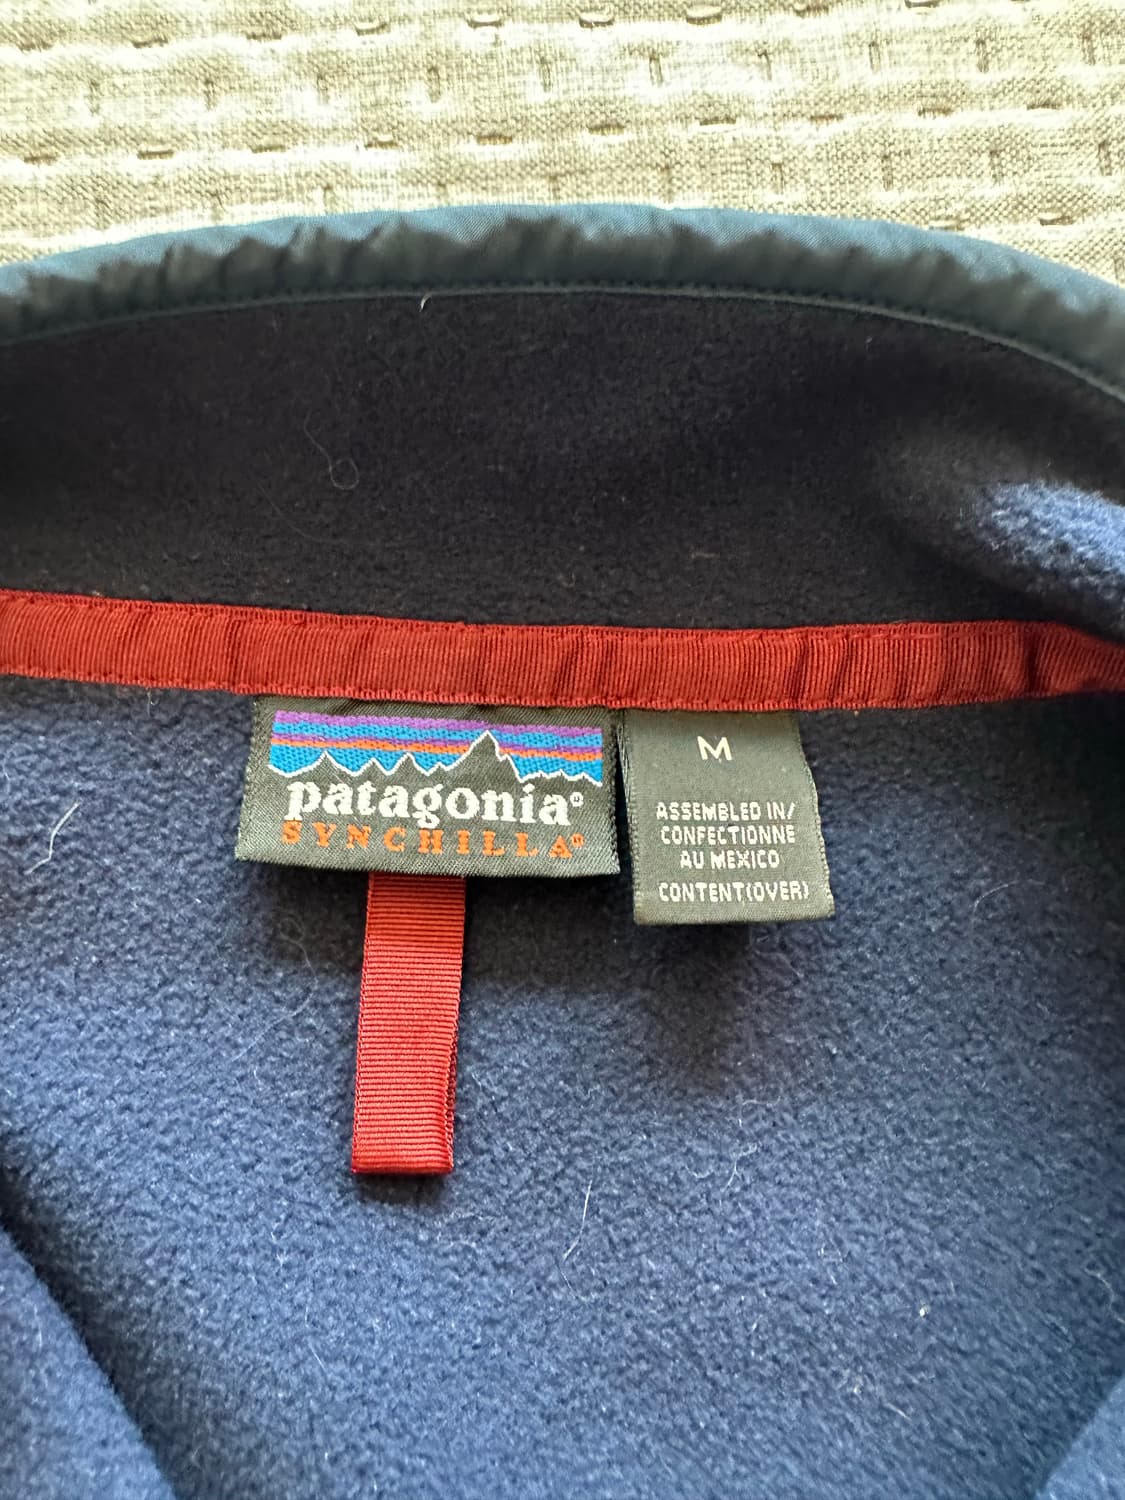 patagonia®
SYNCHILLA®
M
ASSEMBLED IN/
CONFECTIONNE
AU MEXICO
CONTENT(OVER)